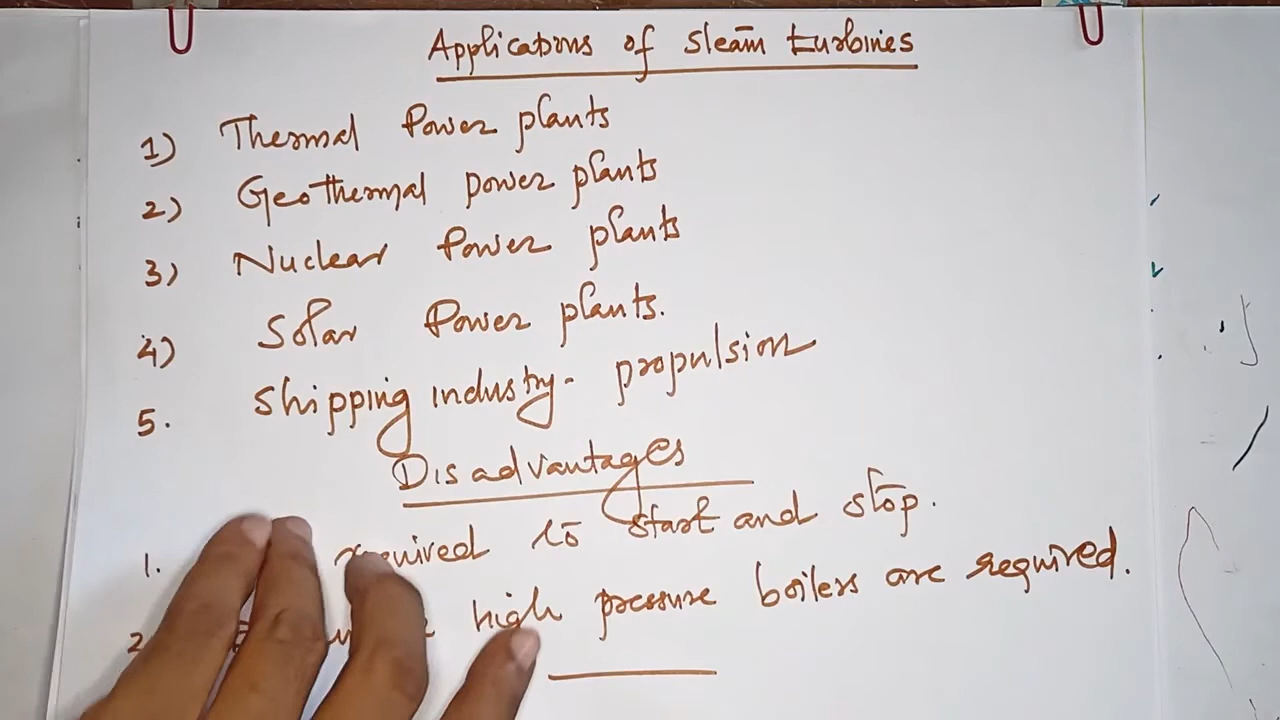 Applications of steam turbines
1) Thermal Power plants
2) Geothermal power plants
3) Nuclear Power plants
4) Solar Power plants.
5. Shipping industry- propulsion
Disadvantages
1. required to start and stop.
2. high pressure boilers are required.